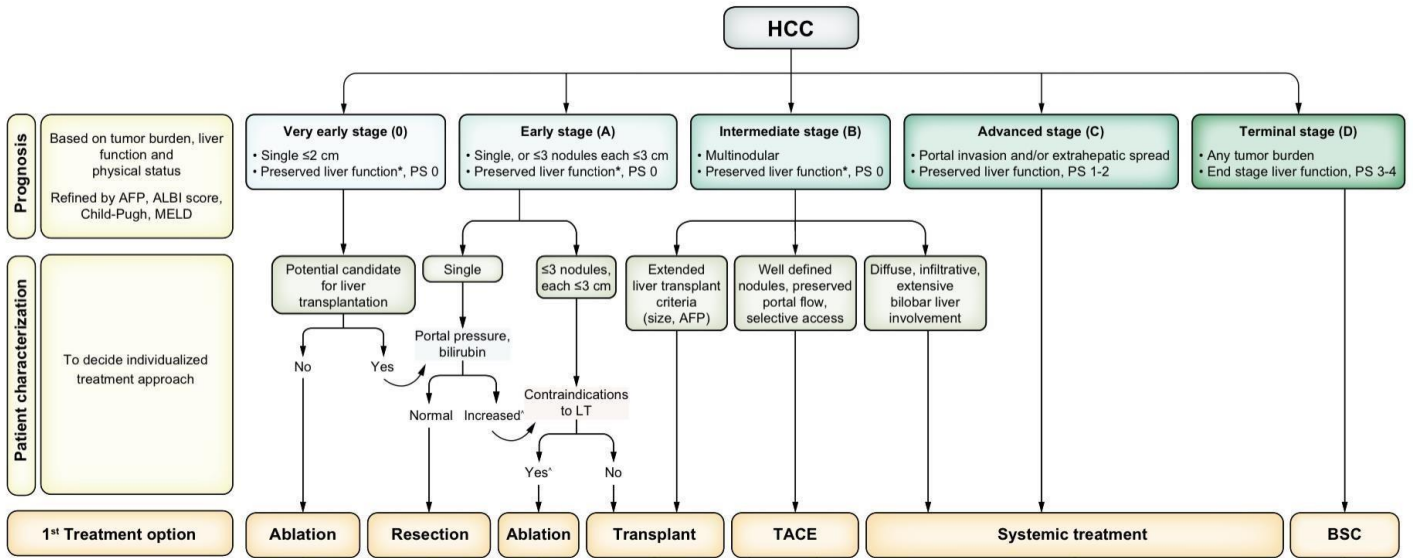 HCC
Prognosis
Based on tumor burden, liver
function and
physical status
Refined by AFP, ALBI score,
Child-Pugh, MELD
Very early stage (0)
• Single ≤2 cm
• Preserved liver function*, PS 0
Early stage (A)
• Single, or ≤3 nodules each ≤3 cm
• Preserved liver function*, PS 0
Intermediate stage (B)
• Multinodular
• Preserved liver function*, PS 0
Advanced stage (C)
• Portal invasion and/or extrahepatic spread
• Preserved liver function, PS 1-2
Terminal stage (D)
• Any tumor burden
• End stage liver function, PS 3-4
Patient characterization
To decide individualized
treatment approach
Potential candidate
for liver
transplantation
No
Yes
Single
Portal pressure,
bilirubin
Normal
Increased^
≤3 nodules,
each ≤3 cm
Contraindications
to LT
Yes^
No
Extended
liver transplant
criteria
(size, AFP)
Well defined
nodules, preserved
portal flow,
selective access
Diffuse, infiltrative,
extensive
bilobar liver
involvement
1st Treatment option
Ablation
Resection
Ablation
Transplant
TACE
Systemic treatment
BSC